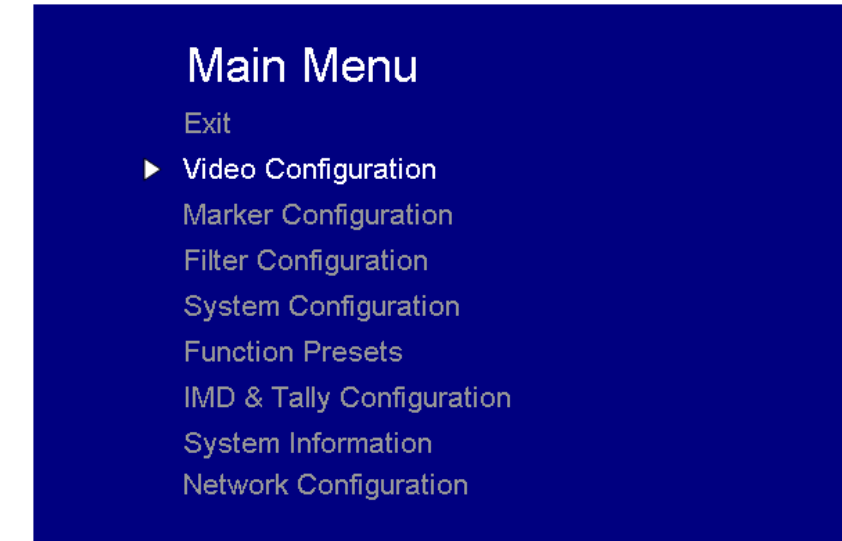 Main Menu
Exit
Video Configuration
Marker Configuration
Filter Configuration
System Configuration
Function Presets
IMD & Tally Configuration
System Information
Network Configuration